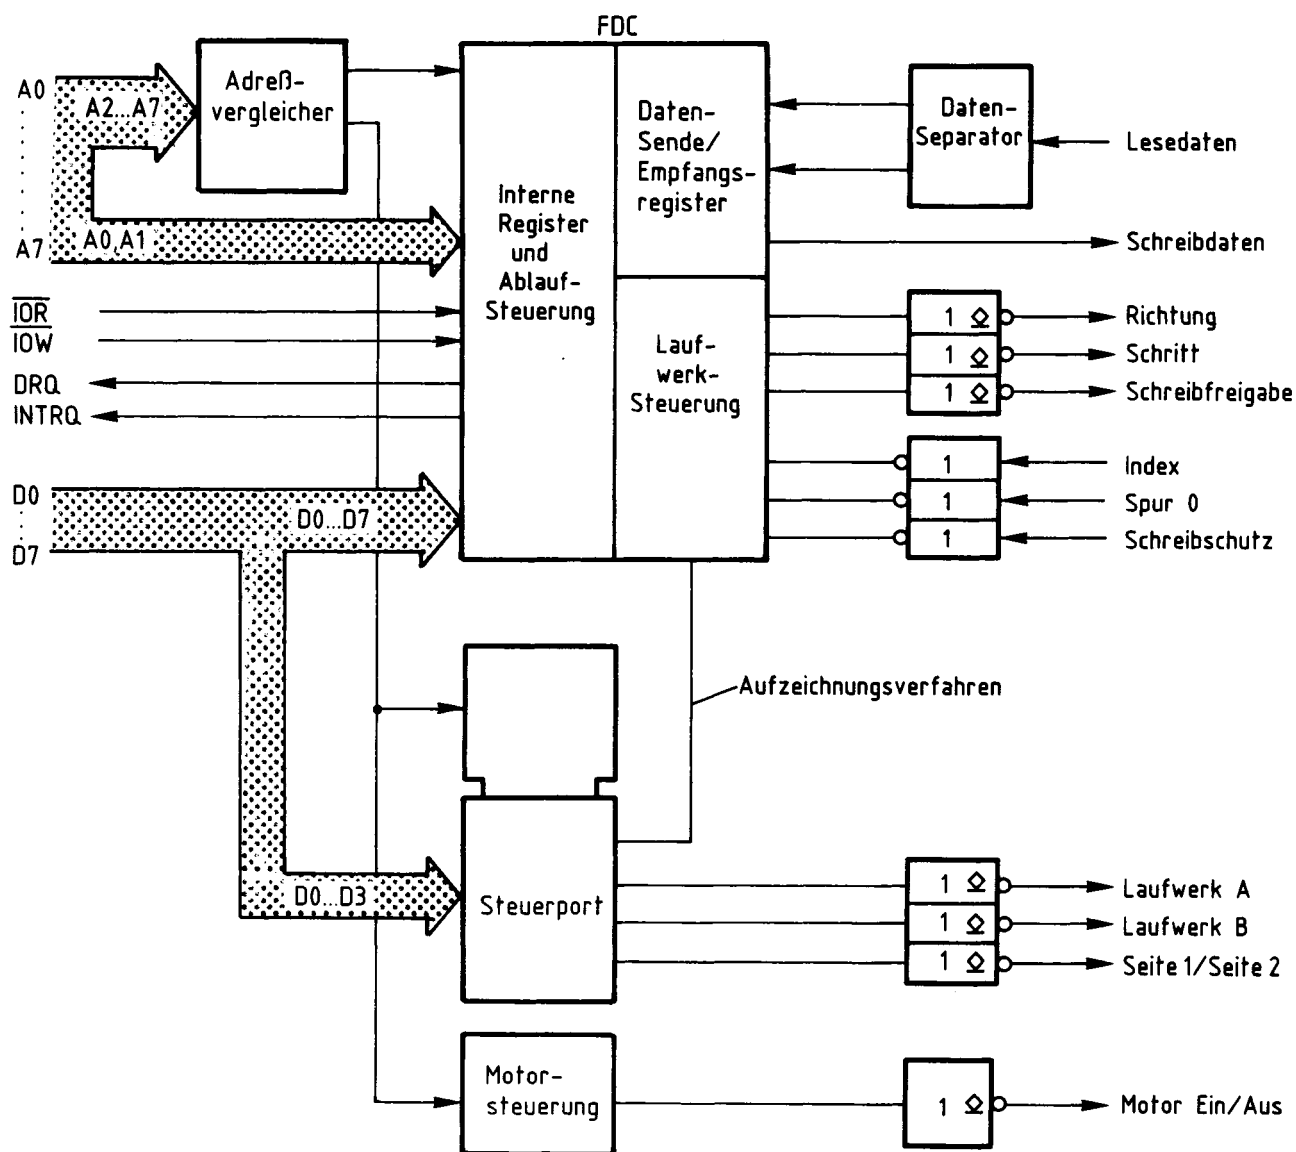 FDC
A0
A2...A7
A7
A0,A1
Adreß-
vergleicher
Interne
Register
und
Ablauf-
Steuerung
Daten-
Sende/
Empfangs-
register
Lauf-
werk-
Steuerung
Daten-
Separator
Lesedaten
Schreibdaten
IOR
IOW
DRQ
INTRQ
1
Richtung
1
Schritt
1
Schreibfreigabe
1
Index
1
Spur 0
1
Schreibschutz
D0
D7
D0...D7
Aufzeichnungsverfahren
D0...D3
Steuerport
1
Laufwerk A
1
Laufwerk B
1
Seite 1/Seite 2
Motor-
steuerung
1
Motor Ein/Aus